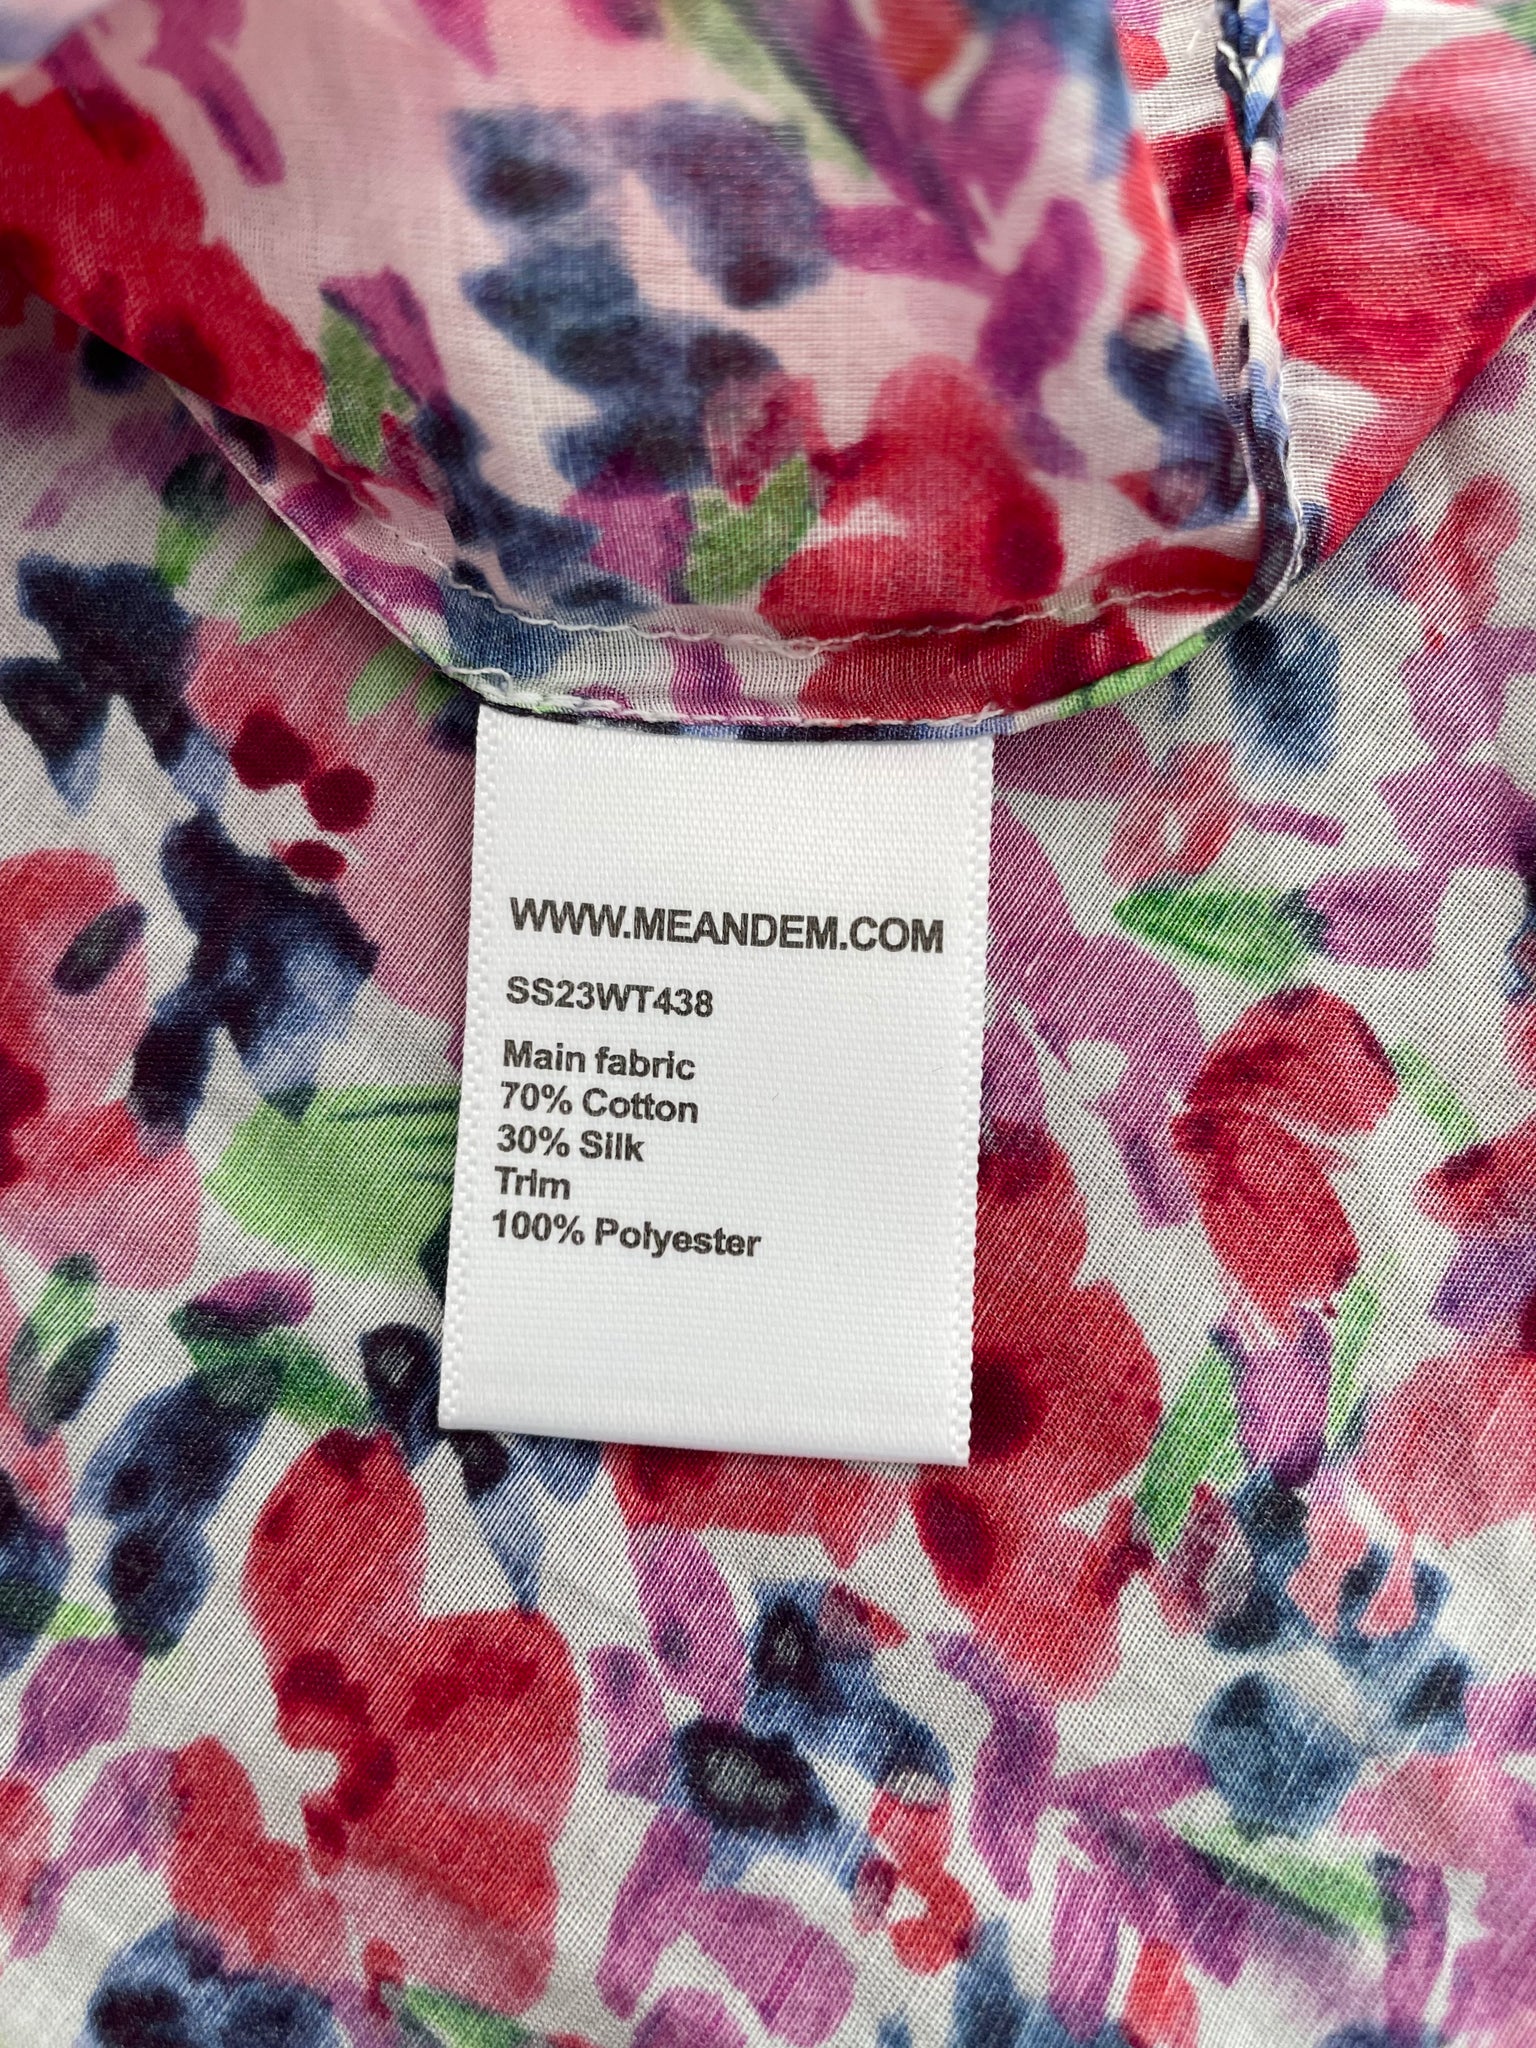 WWW.MEANDEM.COM
SS23WT438
Main fabric
70% Cotton
30% Silk
Trim
100% Polyester